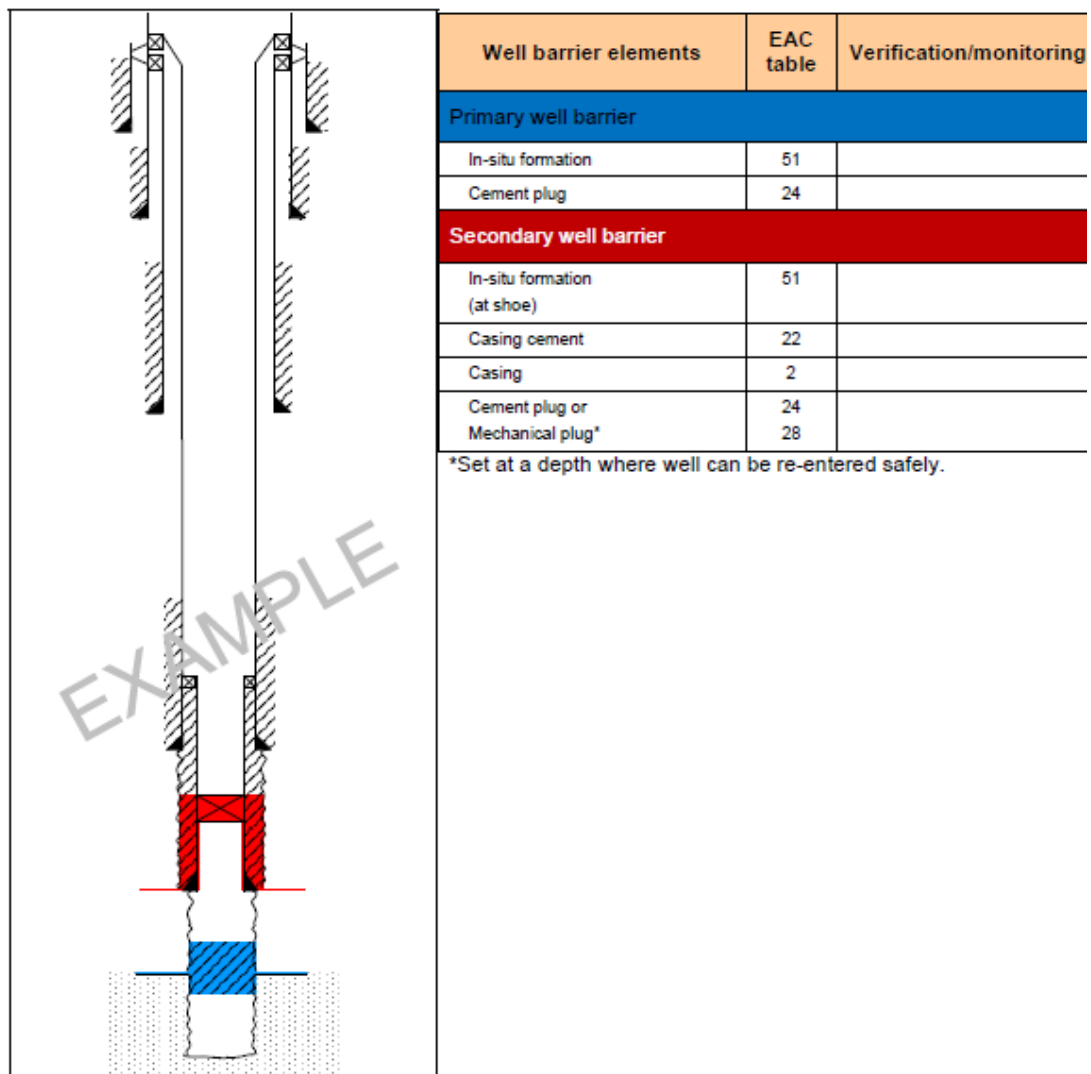 Well barrier elements
EAC
table
Verification/monitoring
Primary well barrier
In-situ formation
51
Cement plug
24
Secondary well barrier
In-situ formation
51
(at shoe)
Casing cement
22
Casing
2
Cement plug or
24
Mechanical plug*
28
*Set at a depth where well can be re-entered safely.
EXAMPLE